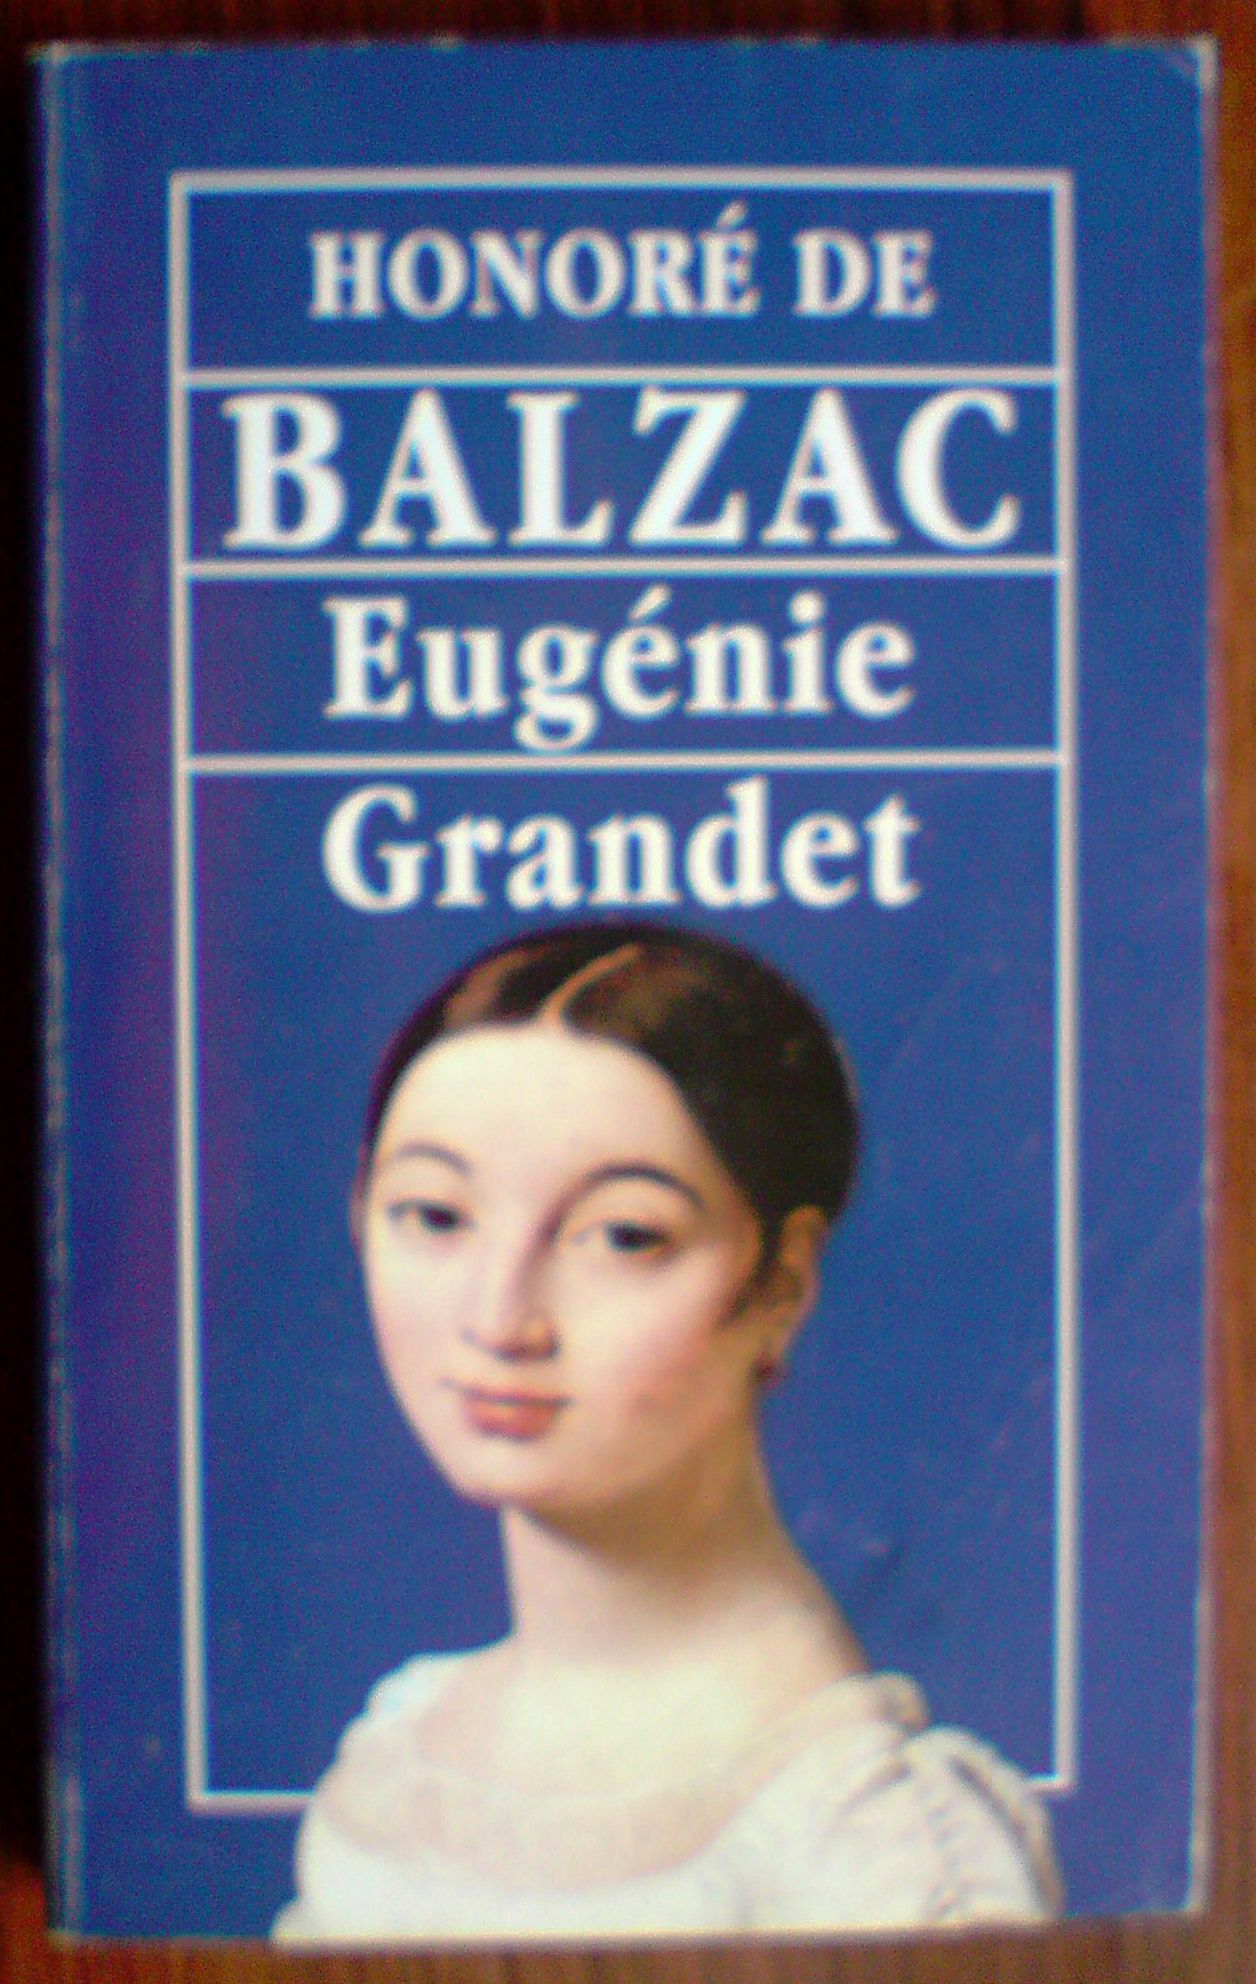 HONORÉ DE
BALZAC
Eugénie
Grandet